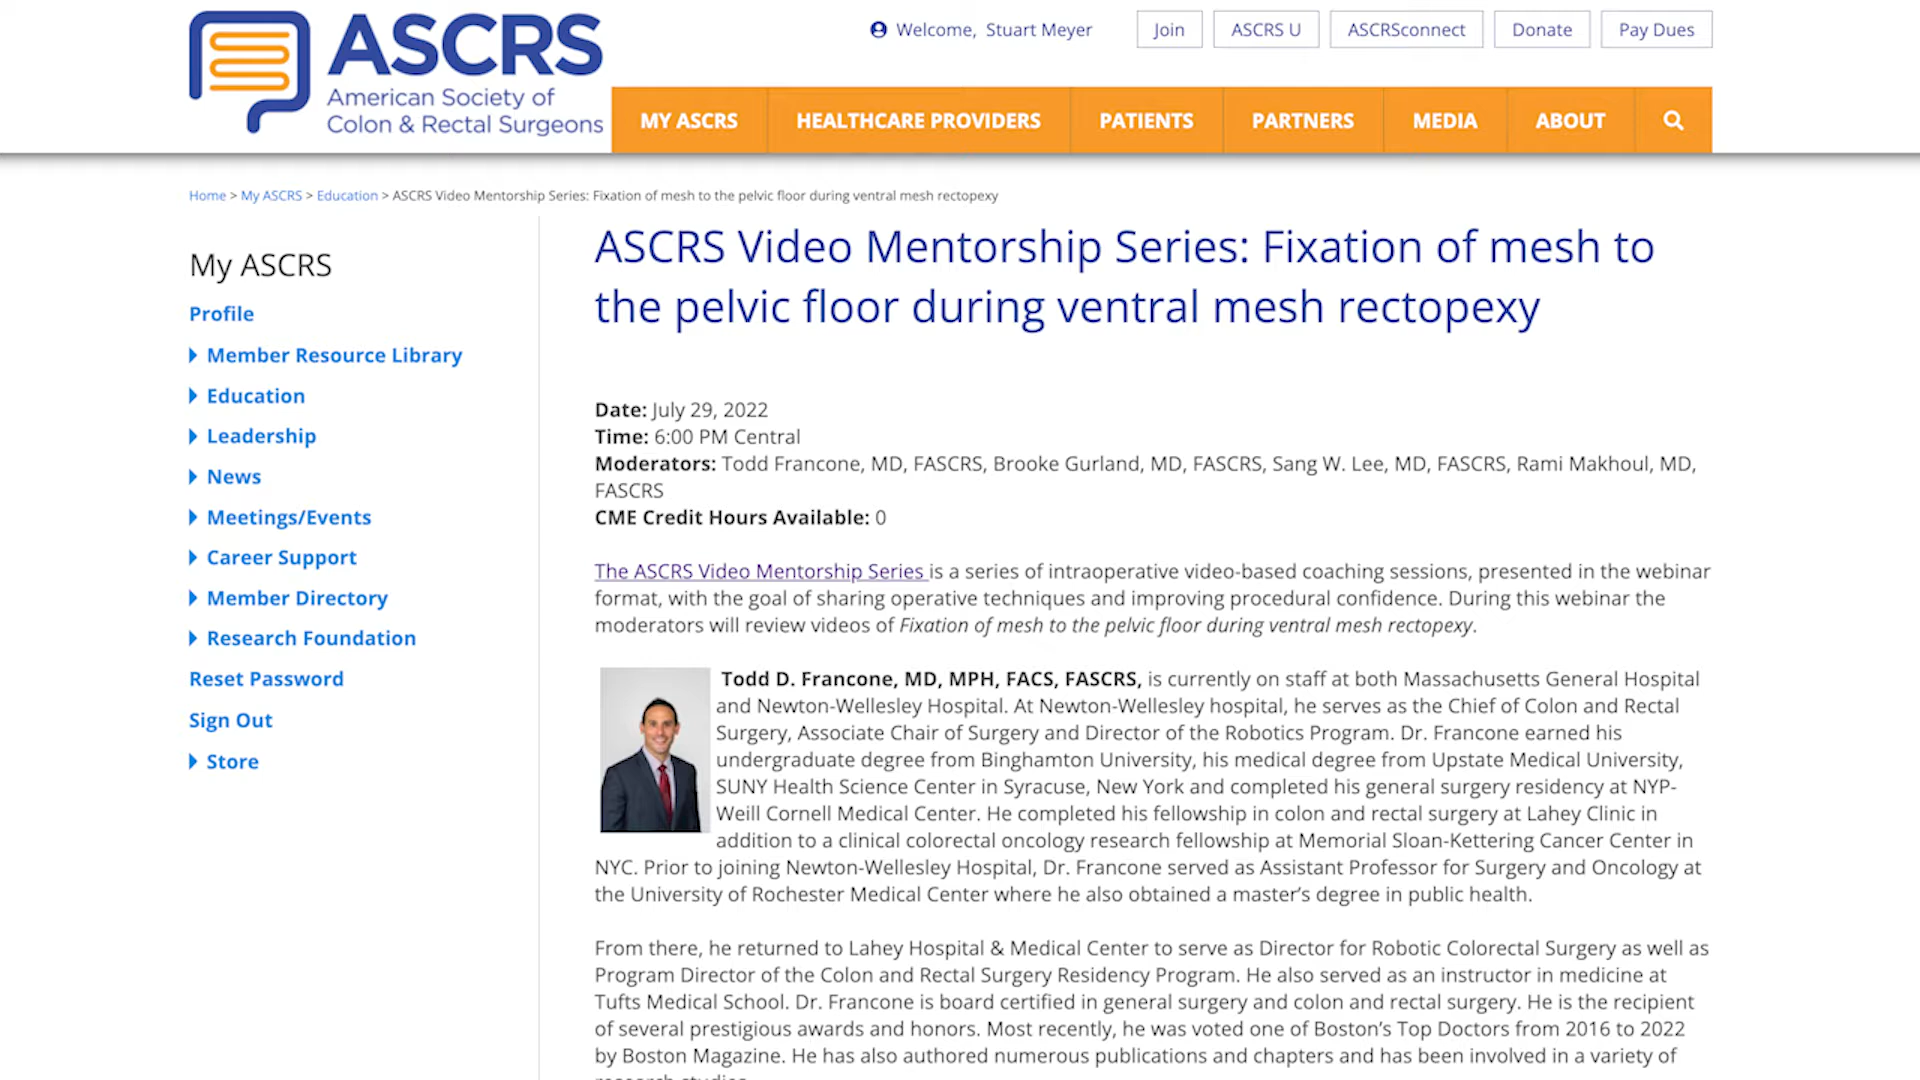 ASCRS
American Society of
Colon & Rectal Surgeons
Welcome, Stuart Meyer
Join
ASCRS U
ASCRSconnect
Donate
Pay Dues
MY ASCRS
HEALTHCARE PROVIDERS
PATIENTS
PARTNERS
MEDIA
ABOUT
Home > My ASCRS > Education > ASCRS Video Mentorship Series: Fixation of mesh to the pelvic floor during ventral mesh rectopexy
My ASCRS
Profile
Member Resource Library
Education
Leadership
News
Meetings/Events
Career Support
Member Directory
Research Foundation
Reset Password
Sign Out
Store
ASCRS Video Mentorship Series: Fixation of mesh to
the pelvic floor during ventral mesh rectopexy
Date: July 29, 2022
Time: 6:00 PM Central
Moderators: Todd Francone, MD, FASCRS, Brooke Gurland, MD, FASCRS, Sang W. Lee, MD, FASCRS, Rami Makhoul, MD,
FASCRS
CME Credit Hours Available: 0
The ASCRS Video Mentorship Series is a series of intraoperative video-based coaching sessions, presented in the webinar
format, with the goal of sharing operative techniques and improving procedural confidence. During this webinar the
moderators will review videos of Fixation of mesh to the pelvic floor during ventral mesh rectopexy.
Todd D. Francone, MD, MPH, FACS, FASCRS, is currently on staff at both Massachusetts General Hospital
and Newton-Wellesley Hospital. At Newton-Wellesley hospital, he serves as the Chief of Colon and Rectal
Surgery, Associate Chair of Surgery and Director of the Robotics Program. Dr. Francone earned his
undergraduate degree from Binghamton University, his medical degree from Upstate Medical University,
SUNY Health Science Center in Syracuse, New York and completed his general surgery residency at NYP-
Weill Cornell Medical Center. He completed his fellowship in colon and rectal surgery at Lahey Clinic in
addition to a clinical colorectal oncology research fellowship at Memorial Sloan-Kettering Cancer Center in
NYC. Prior to joining Newton-Wellesley Hospital, Dr. Francone served as Assistant Professor for Surgery and Oncology at
the University of Rochester Medical Center where he also obtained a master's degree in public health.
From there, he returned to Lahey Hospital & Medical Center to serve as Director for Robotic Colorectal Surgery as well as
Program Director of the Colon and Rectal Surgery Residency Program. He also served as an instructor in medicine at
Tufts Medical School. Dr. Francone is board certified in general surgery and colon and rectal surgery. He is the recipient
of several prestigious awards and honors. Most recently, he was voted one of Boston's Top Doctors from 2016 to 2022
by Boston Magazine. He has also authored numerous publications and chapters and has been involved in a variety of